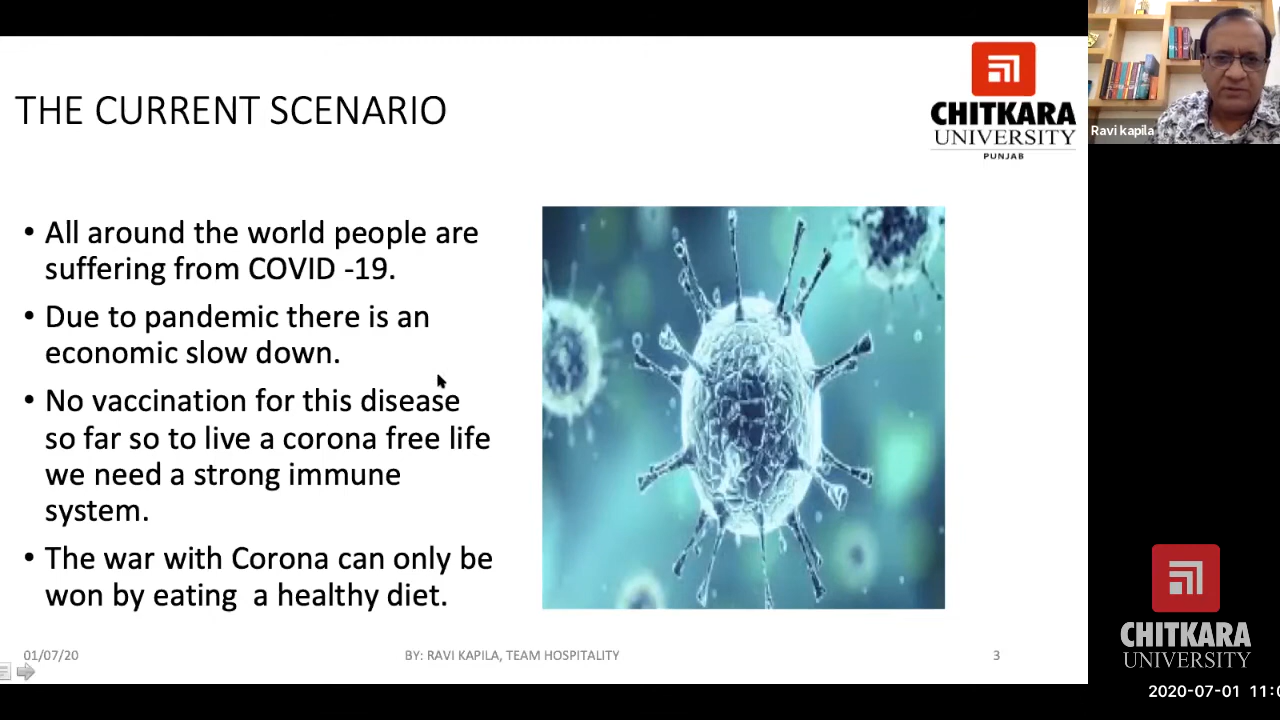 THE CURRENT SCENARIO
CHITKARA
UNIVERSITY
PUNJAB
Ravi kapila
• All around the world people are
suffering from COVID -19.
• Due to pandemic there is an
economic slow down.
• No vaccination for this disease
so far so to live a corona free life
we need a strong immune
system.
• The war with Corona can only be
won by eating  a healthy diet.
01/07/20
BY: RAVI KAPILA, TEAM HOSPITALITY
3
CHITKARA
UNIVERSITY
2020-07-01 11:0